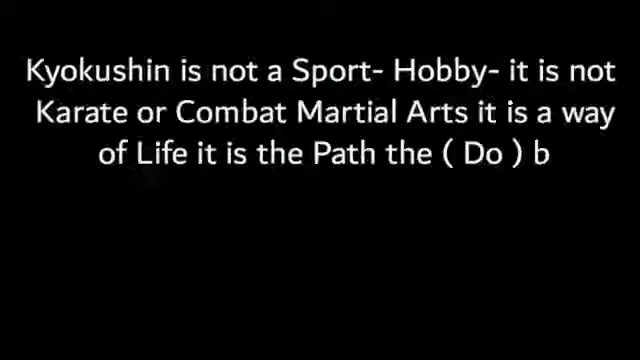 Kyokushin is not a Sport- Hobby- it is not
Karate or Combat Martial Arts it is a way
of Life it is the Path the ( Do ) b